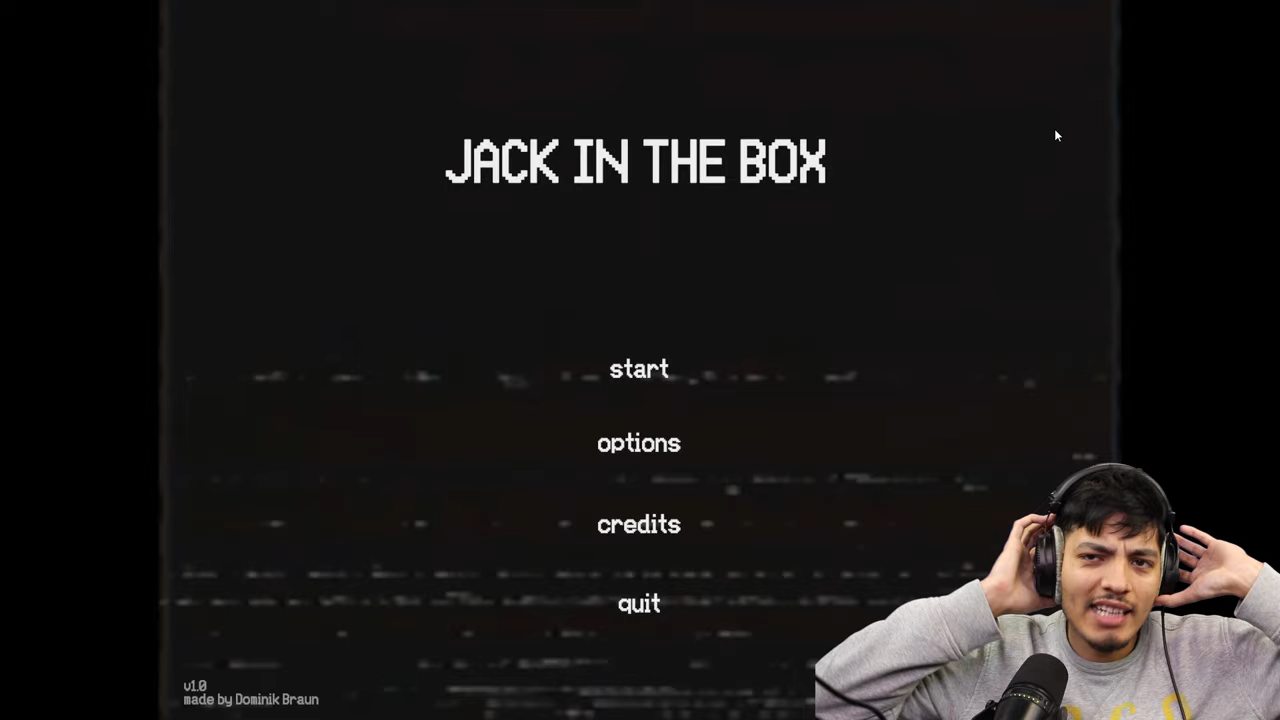 JACK IN THE BOX
start
options
credits
quit
v1.0
made by Dominik Braun